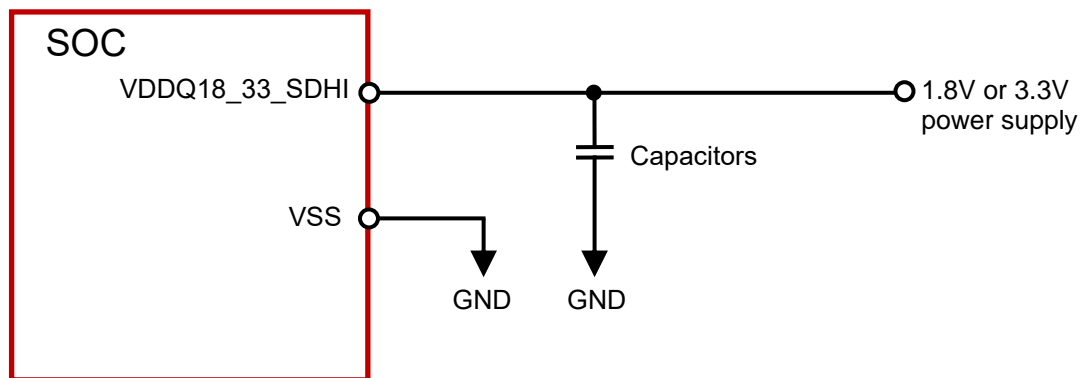 SOC
VDDQ18_33_SDHI
1.8V or 3.3V
power supply
Capacitors
VSS
GND
GND